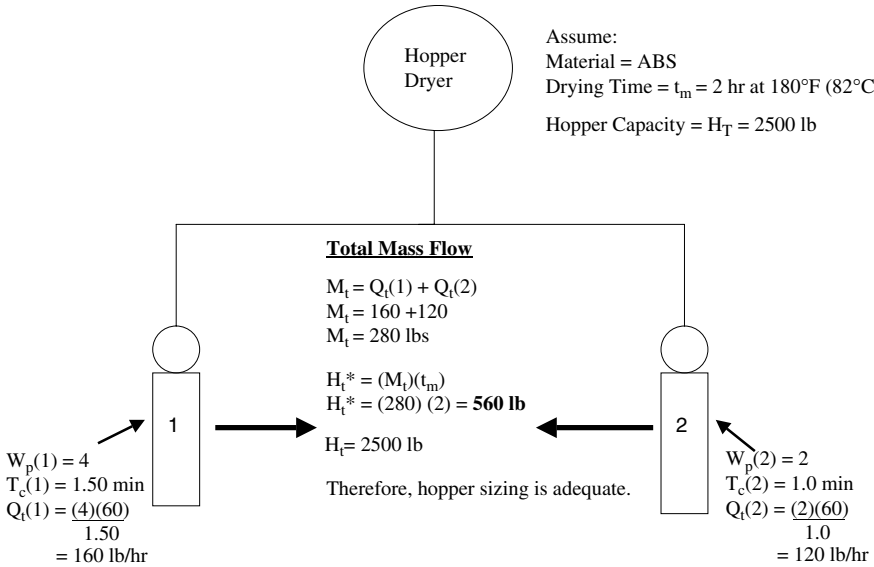 Hopper
Dryer
Assume:
Material = ABS
Drying Time = t_m = 2 hr at 180°F (82°C
Hopper Capacity = H_T = 2500 lb
Total Mass Flow
M_t = Q_t(1) + Q_t(2)
M_t = 160 +120
M_t = 280 lbs
H_t* = (M_t)(t_m)
H_t* = (280) (2) = 560 lb
H_t= 2500 lb
Therefore, hopper sizing is adequate.
1
W_p(1) = 4
T_c(1) = 1.50 min
Q_t(1) = (4)(60)
1.50
= 160 lb/hr
2
W_p(2) = 2
T_c(2) = 1.0 min
Q_t(2) = (2)(60)
1.0
= 120 lb/hr